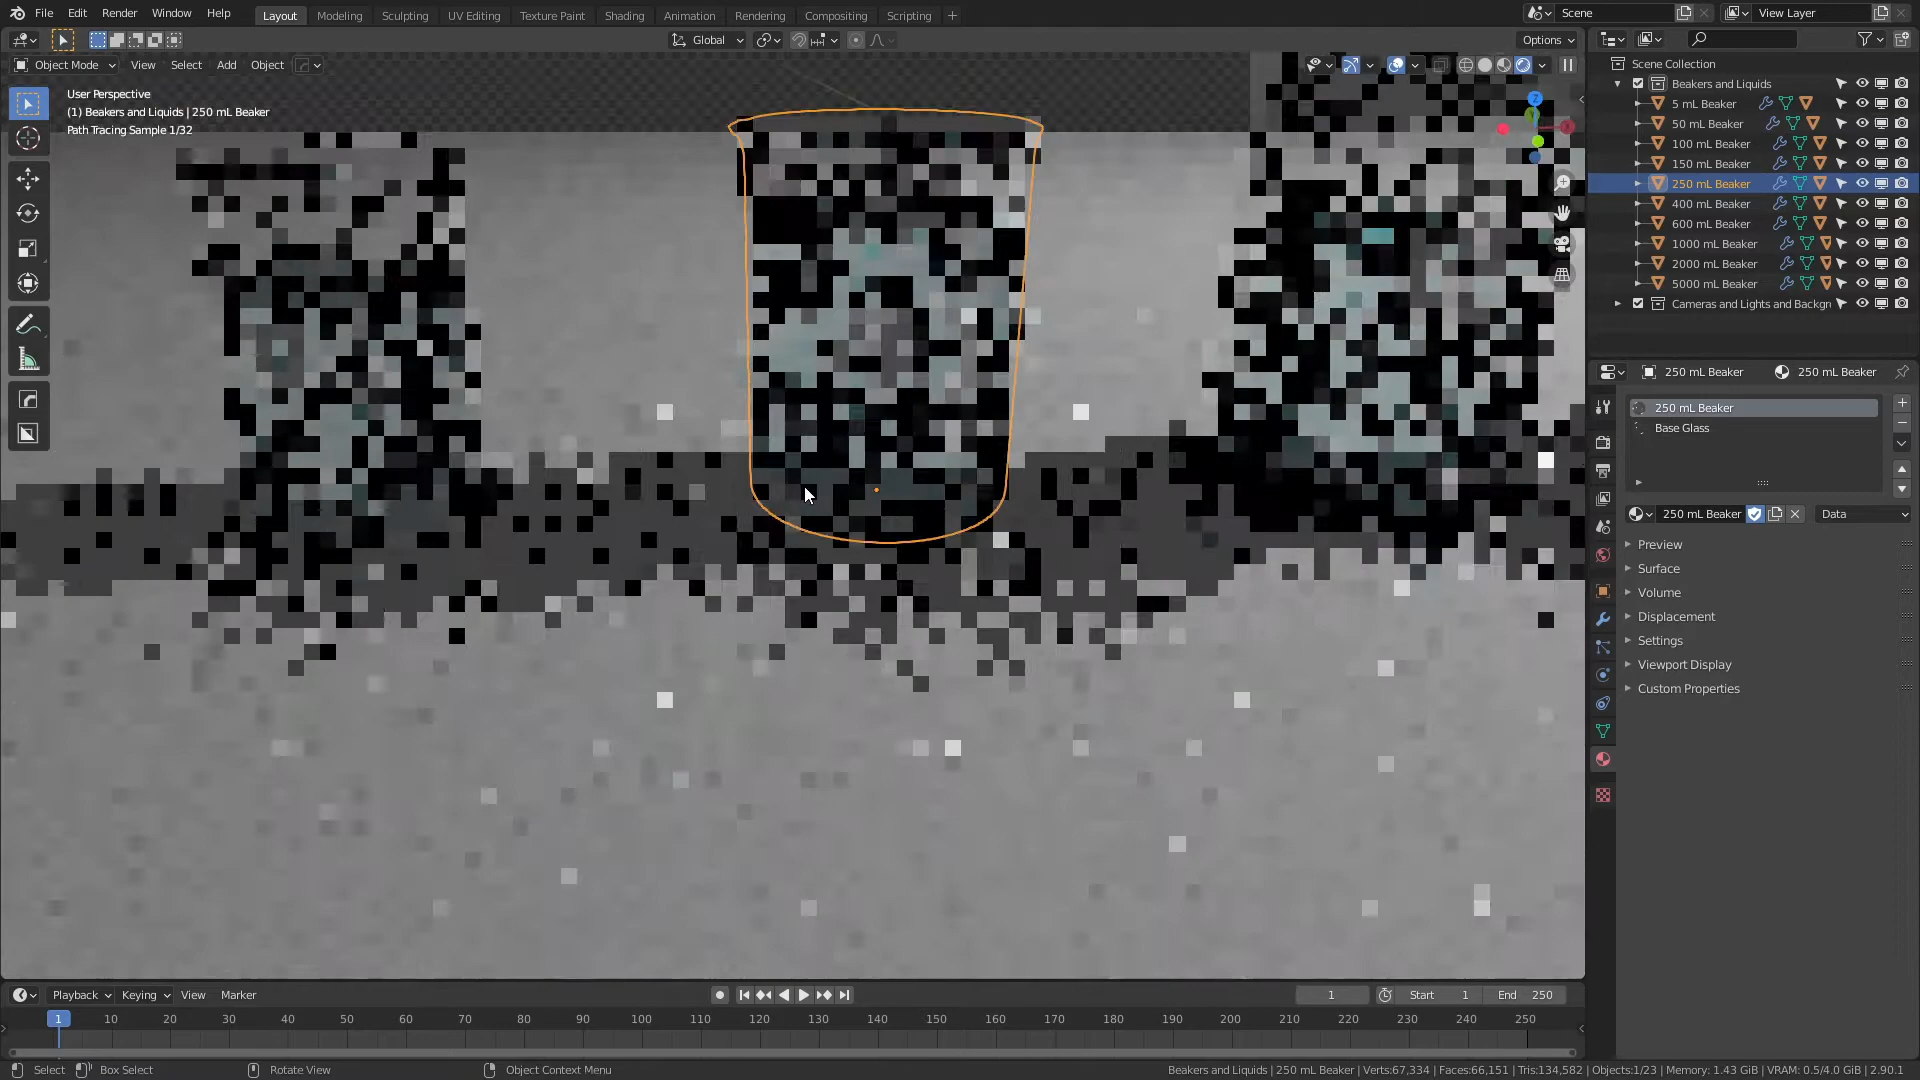 File Edit Render Window Help Layout Modeling Sculpting UV Editing Texture Paint Shading Animation Rendering Compositing Scripting + Scene View Layer
Global Options
Object Mode View Select Add Object
User Perspective
(1) Beakers and Liquids | 250 mL Beaker
Path Tracing Sample 1/32
Scene Collection
Beakers and Liquids
5 mL Beaker
50 mL Beaker
100 mL Beaker
150 mL Beaker
250 mL Beaker
400 mL Beaker
600 mL Beaker
1000 mL Beaker
2000 mL Beaker
5000 mL Beaker
Cameras and Lights and Backgr
250 mL Beaker 250 mL Beaker
250 mL Beaker
Base Glass
250 mL Beaker Data
Preview
Surface
Volume
Displacement
Settings
Viewport Display
Custom Properties
Playback Keying View Marker 1 Start 1 End 250
1 10 20 30 40 50 60 70 80 90 100 110 120 130 140 150 160 170 180 190 200 210 220 230 240 250
Select Box Select Rotate View Object Context Menu Beakers and Liquids | 250 mL Beaker | Verts:67,334 | Faces:66,151 | Tris:134,582 | Objects:1/23 | Memory: 1.43 GiB | VRAM: 0.5/4.0 GiB | 2.90.1